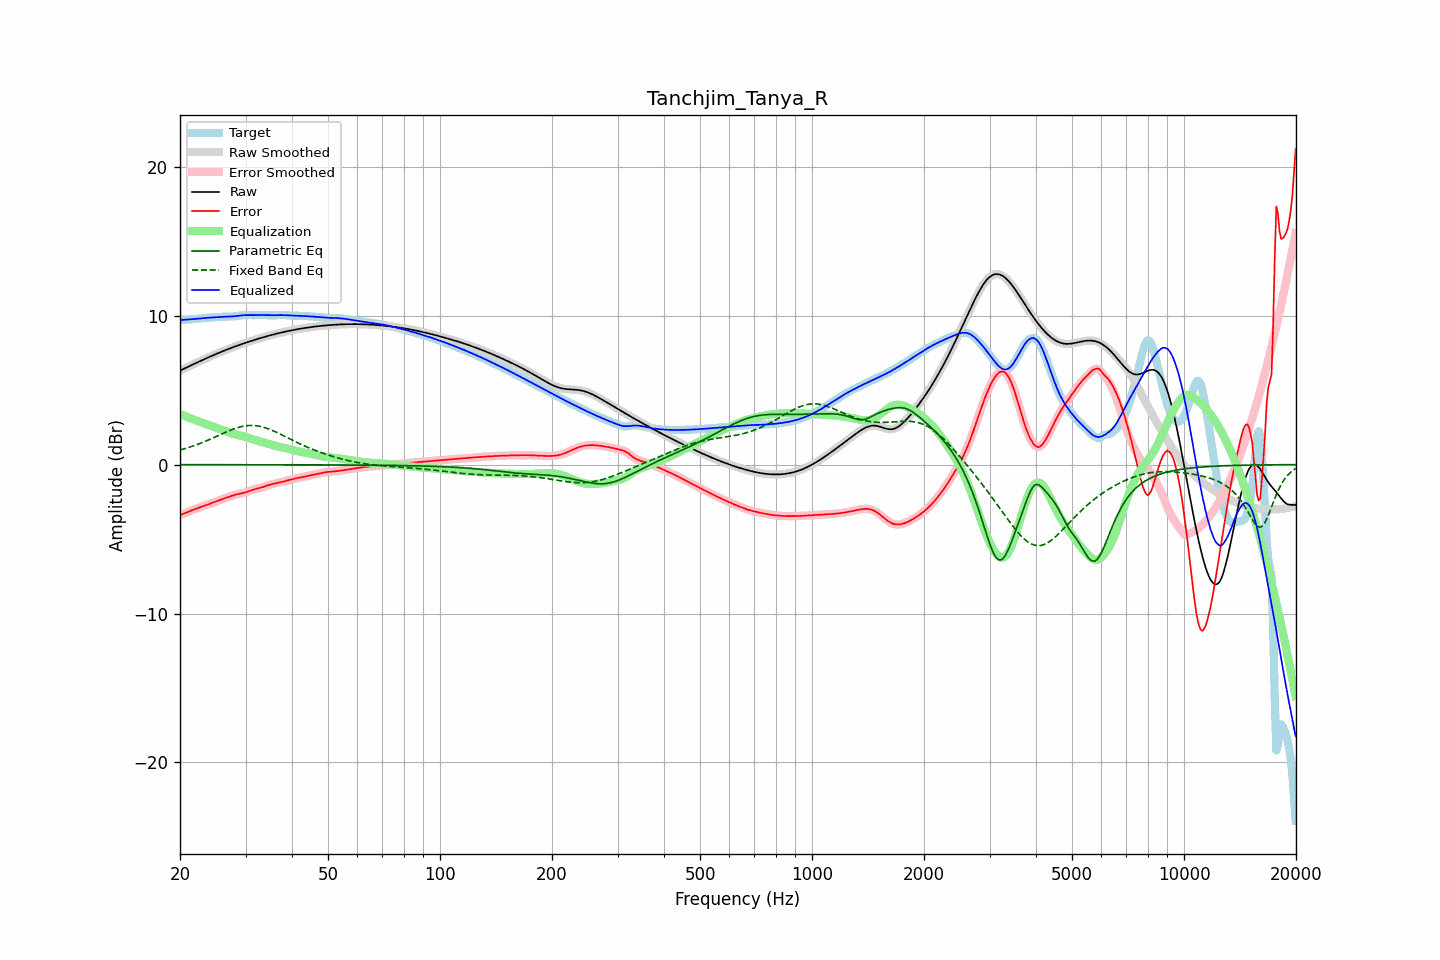 Tanchjim_Tanya_R
Target
Raw Smoothed
Error Smoothed
Raw
Error
Equalization
Parametric Eq
Fixed Band Eq
Equalized
20
10
0
−10
−20
Amplitude (dBr)
20
50
100
200
500
1000
2000
5000
10000
20000
Frequency (Hz)